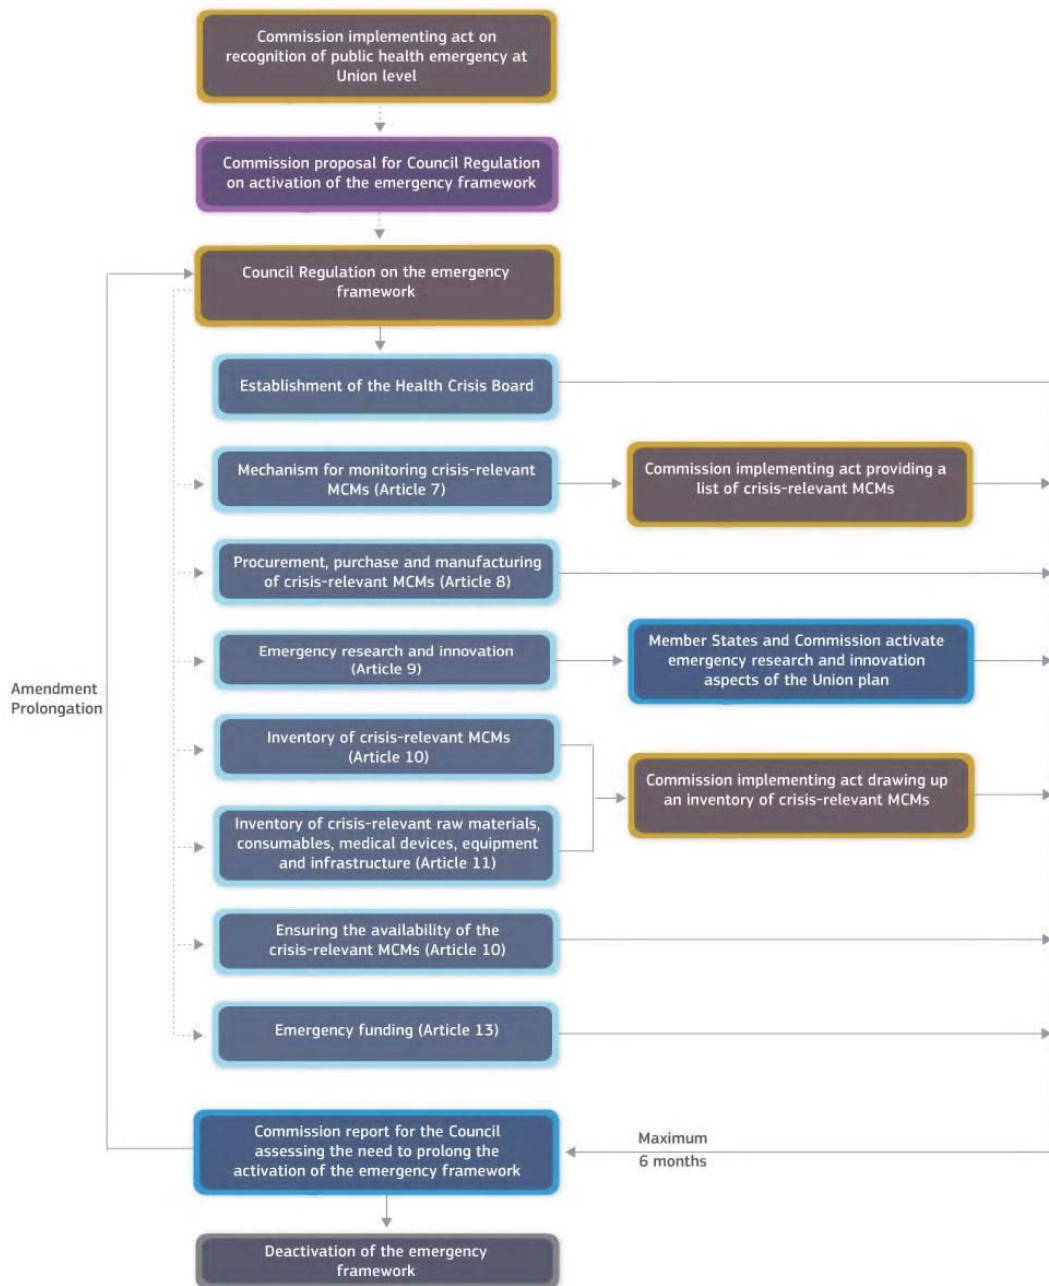 Commission implementing act on
recognition of public health emergency at
Union level
Commission proposal for Council Regulation
on activation of the emergency framework
Council Regulation on the emergency
framework
Establishment of the Health Crisis Board
Mechanism for monitoring crisis-relevant
MCMs (Article 7)
Commission implementing act providing a
list of crisis-relevant MCMs
Procurement, purchase and manufacturing
of crisis-relevant MCMs (Article 8)
Emergency research and innovation
(Article 9)
Member States and Commission activate
emergency research and innovation
aspects of the Union plan
Amendment
Prolongation
Inventory of crisis-relevant MCMs
(Article 10)
Commission implementing act drawing up
an inventory of crisis-relevant MCMs
Inventory of crisis-relevant raw materials,
consumables, medical devices, equipment
and infrastructure (Article 11)
Ensuring the availability of the
crisis-relevant MCMs (Article 10)
Emergency funding (Article 13)
Commission report for the Council
assessing the need to prolong the
activation of the emergency framework
Maximum
6 months
Deactivation of the emergency
framework